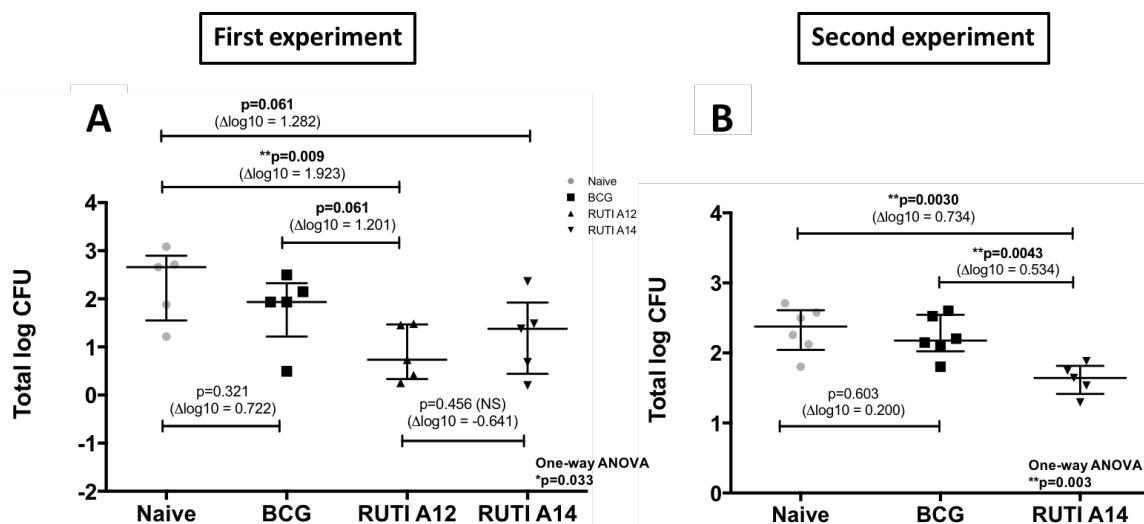 First experiment
Second experiment
A
p=0.061
(Δlog10 = 1.282)
**p=0.009
(Δlog10 = 1.923)
p=0.061
(Δlog10 = 1.201)
Naive
BCG
RUTI A12
RUTI A14
Total log CFU
4
3
2
1
0
-1
-2
p=0.321
(Δlog10 = 0.722)
p=0.456 (NS)
(Δlog10 = -0.641)
One-way ANOVA
*p=0.033
Naive
BCG
RUTI A12
RUTI A14
B
**p=0.0030
(Δlog10 = 0.734)
**p=0.0043
(Δlog10 = 0.534)
Total log CFU
4
3
2
1
0
p=0.603
(Δlog10 = 0.200)
One-way ANOVA
**p=0.003
Naive
BCG
RUTI A14